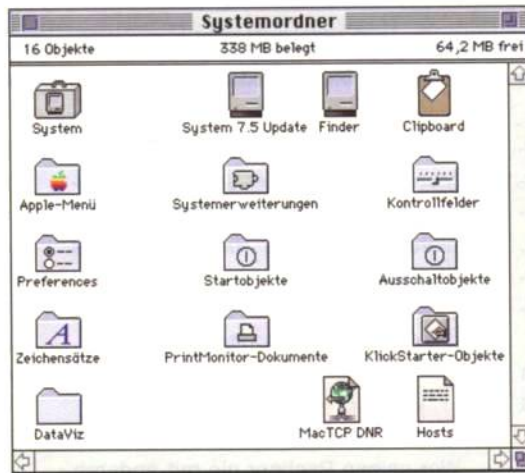 Systemordner
16 Objekte 338 MB belegt 64,2 MB frei
System System 7.5 Update Finder Clipboard
Apple-Menü Systemerweiterungen Kontrollfelder
Preferences Startobjekte Ausschaltobjekte
Zeichensätze PrintMonitor-Dokumente KlickStarter-Objekte
DataViz MacTCP DNR Hosts